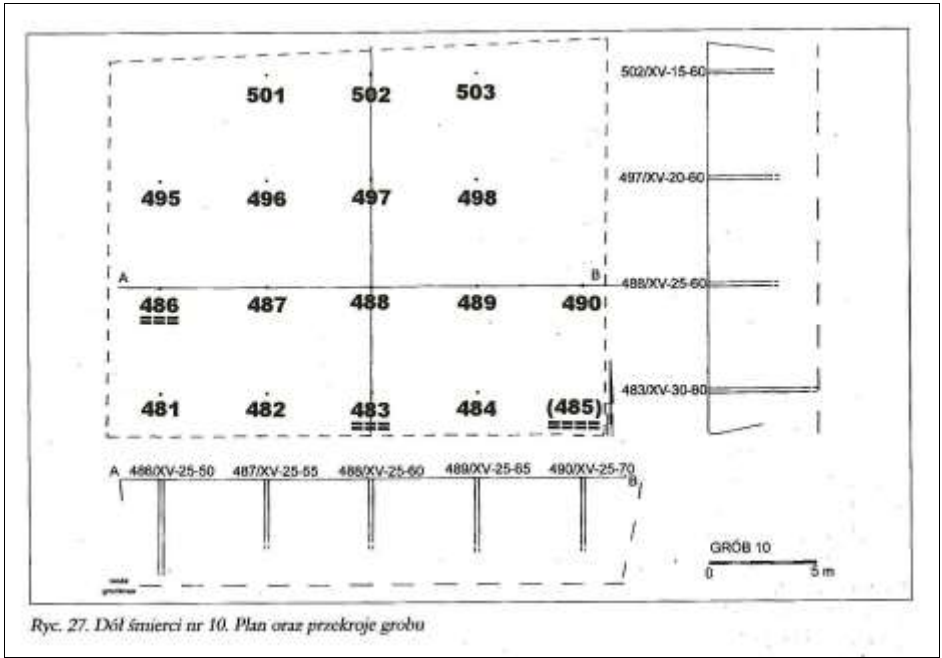 501 502 503
502/XV-15-60
495 496 497 498
497/XV-20-60
A B
488/XV-25-60
486 487 488 489 490
483/XV-30-80
481 482 483 484 (485)
A 486/XV-25-50 487/XV-25-55 488/XV-25-60 489/XV-25-65 490/XV-25-70 B
GRÓB 10
0 5 m
Ryc. 27. Dół śmierci nr 10. Plan oraz przekroje grobu